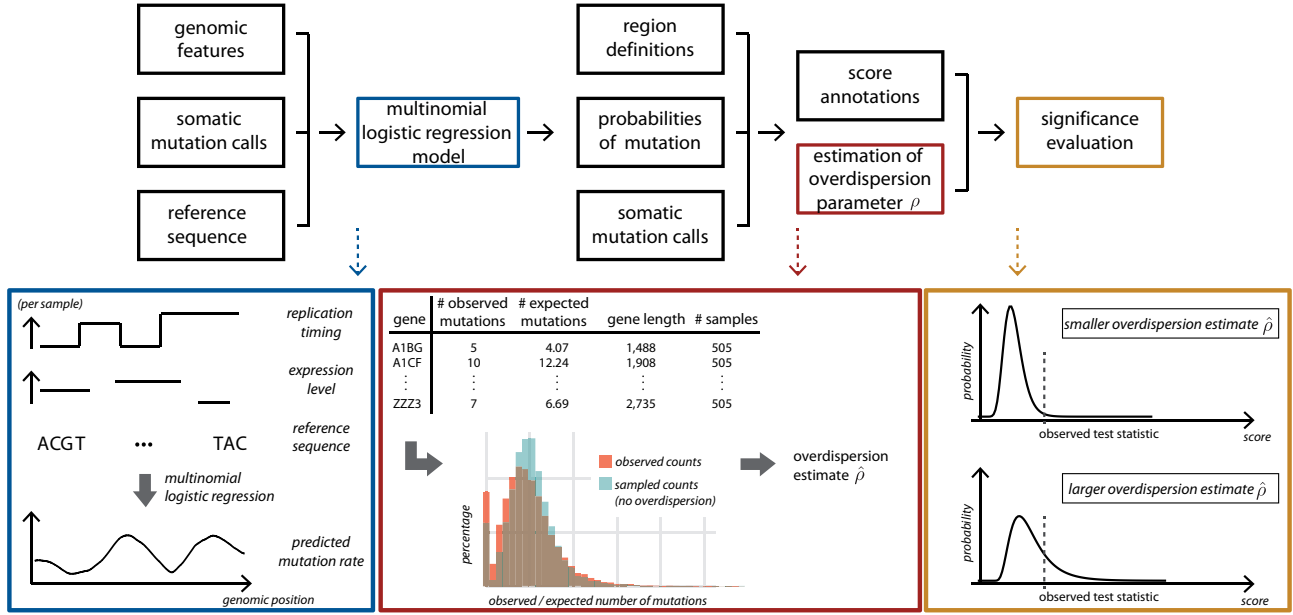 genomic
features
somatic
mutation calls
reference
sequence
multinomial
logistic regression
model
region
definitions
probabilities
of mutation
somatic
mutation calls
score
annotations
estimation of
overdispersion
parameter ρ
significance
evaluation
(per sample)
replication
timing
expression
level
reference
sequence
ACGT ... TAC
multinomial
logistic regression
predicted
mutation rate
genomic position
gene # observed mutations # expected mutations gene length # samples
A1BG 5 4.07 1,488 505
A1CF 10 12.24 1,908 505
⋮ ⋮ ⋮ ⋮ ⋮
ZZZ3 7 6.69 2,735 505
observed counts
sampled counts
(no overdispersion)
percentage
observed / expected number of mutations
overdispersion
estimate ρ̂
smaller overdispersion estimate ρ̂
probability
observed test statistic
score
larger overdispersion estimate ρ̂
probability
observed test statistic
score